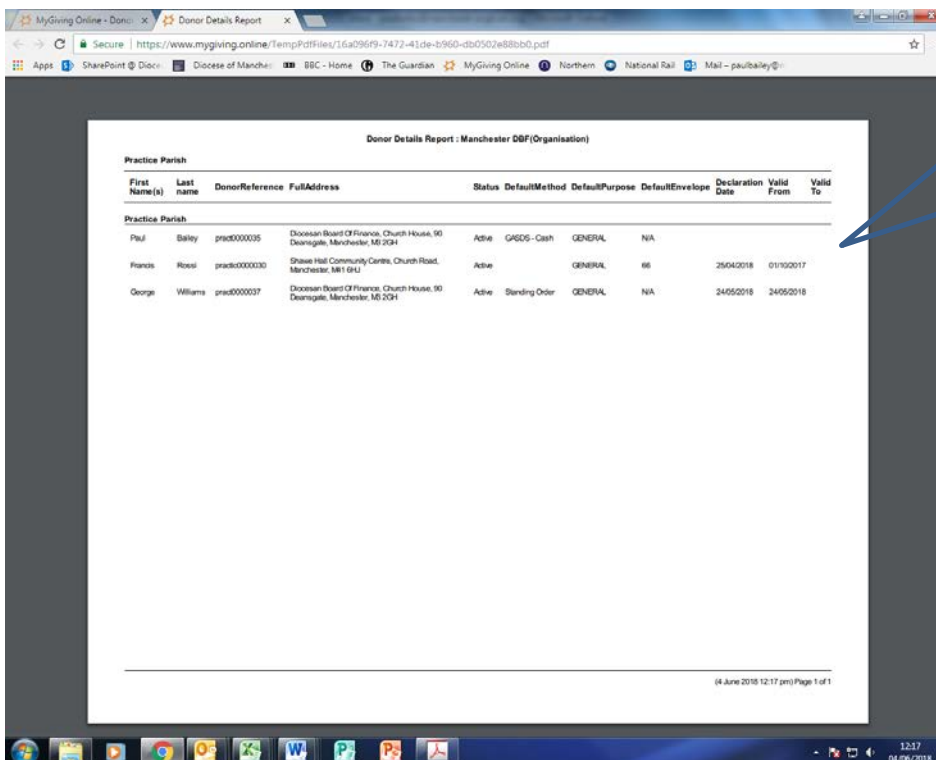 MyGiving Online - Donor
Donor Details Report
Secure | https://www.mygiving.online/TempPdfFiles/16a096f9-7472-41de-b960-db0502e88bb0.pdf
Apps SharePoint @ Dioce Diocese of Manches BBC - Home The Guardian MyGiving Online Northern National Rail Mail – paulbailey@
Donor Details Report : Manchester DBF(Organisation)
Practice Parish
First Name(s) Last name DonorReference FullAddress Status DefaultMethod DefaultPurpose DefaultEnvelope Declaration Date Valid From Valid To
Practice Parish
Paul Bailey pract0000035 Diocesan Board Of Finance, Church House, 90 Deansgate, Manchester, M3 2GH Active GASDS - Cash GENERAL N/A
Francis Rossi practic0000030 Shawe Hall Community Centre, Church Road, Manchester, M41 6HJ Active GENERAL 66 25/04/2018 01/10/2017
George Williams pract0000037 Diocesan Board Of Finance, Church House, 90 Deansgate, Manchester, M3 2GH Active Standing Order GENERAL N/A 24/05/2018 24/05/2018
(4 June 2018 12:17 pm) Page 1 of 1
12:17
04/06/2018